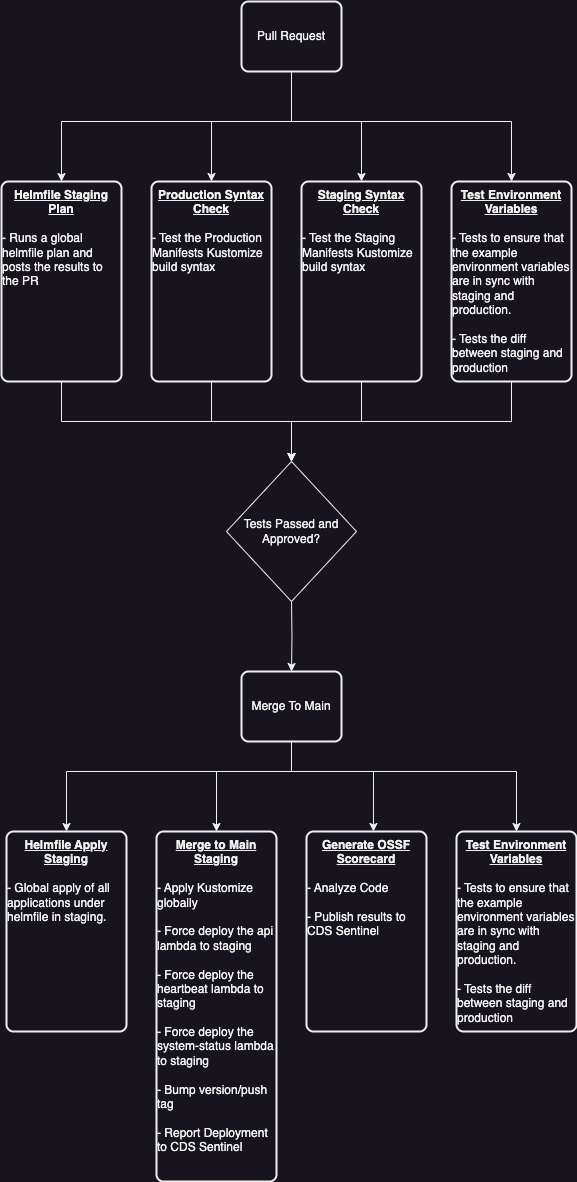 Pull Request
Helmfile Staging
Plan
- Runs a global
helmfile plan and
posts the results to
the PR
Production Syntax
Check
- Test the Production
Manifests Kustomize
build syntax
Staging Syntax
Check
- Test the Staging
Manifests Kustomize
build syntax
Test Environment
Variables
- Tests to ensure that
the example
environment variables
are in sync with
staging and
production.
- Tests the diff
between staging and
production
Tests Passed and
Approved?
Merge To Main
Helmfile Apply
Staging
- Global apply of all
applications under
helmfile in staging.
Merge to Main
Staging
- Apply Kustomize
globally
- Force deploy the api
lambda to staging
- Force deploy the
heartbeat lambda to
staging
- Force deploy the
system-status lambda
to staging
- Bump version/push
tag
- Report Deployment
to CDS Sentinel
Generate OSSF
Scorecard
- Analyze Code
- Publish results to
CDS Sentinel
Test Environment
Variables
- Tests to ensure that
the example
environment variables
are in sync with
staging and
production.
- Tests the diff
between staging and
production